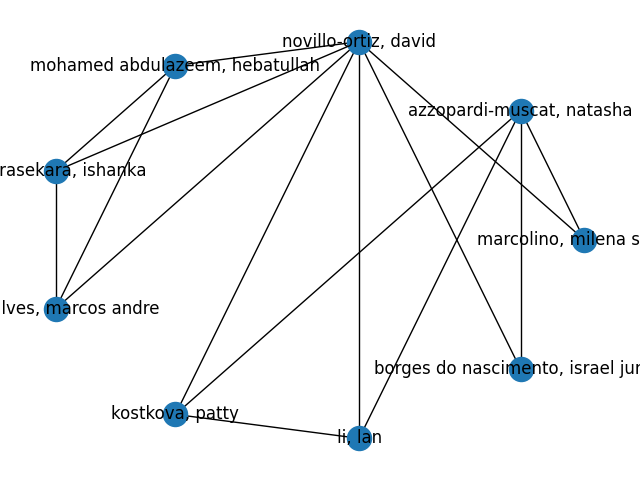 novillo-ortiz, david
mohamed abdulazeem, hebatullah
azzopardi-muscat, natasha
rasekara, ishanka
marcolino, milena s
lves, marcos andre
borges do nascimento, israel jun
kostkova, patty
li, lan